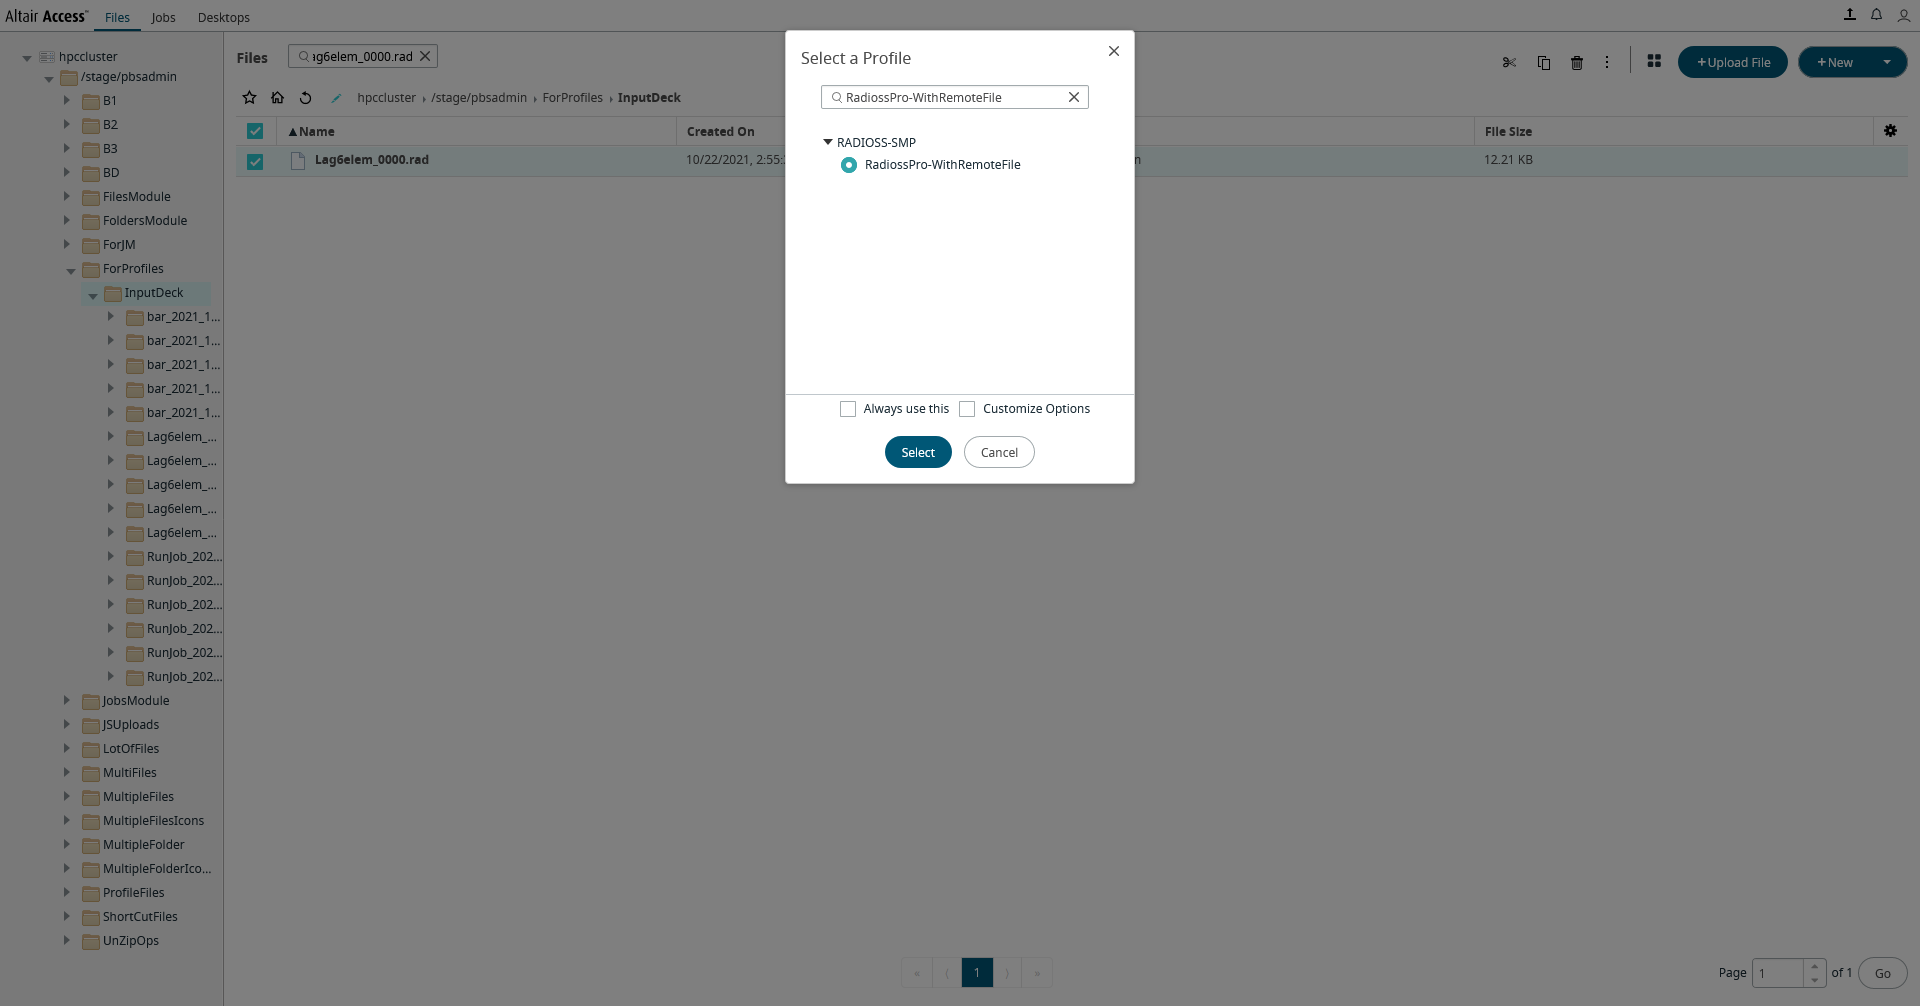 Altair Access™ Files Jobs Desktops
hpccluster
/stage/pbsadmin
B1
B2
B3
BD
FilesModule
FoldersModule
ForJM
ForProfiles
InputDeck
bar_2021_1...
bar_2021_1...
bar_2021_1...
bar_2021_1...
bar_2021_1...
Lag6elem_...
Lag6elem_...
Lag6elem_...
Lag6elem_...
Lag6elem_...
RunJob_202...
RunJob_202...
RunJob_202...
RunJob_202...
RunJob_202...
RunJob_202...
JobsModule
JSUploads
LotOfFiles
MultiFiles
MultipleFiles
MultipleFilesIcons
MultipleFolder
MultipleFolderIco...
ProfileFiles
ShortCutFiles
UnZipOps
Files ag6elem_0000.rad
+Upload File +New
hpccluster › /stage/pbsadmin › ForProfiles › InputDeck
▲Name Created On File Size
Lag6elem_0000.rad 10/22/2021, 2:55: n 12.21 KB
Select a Profile
RadiossPro-WithRemoteFile
RADIOSS-SMP
RadiossPro-WithRemoteFile
Always use this Customize Options
Select Cancel
« ⟨ 1 ⟩ »
Page 1 of 1 Go